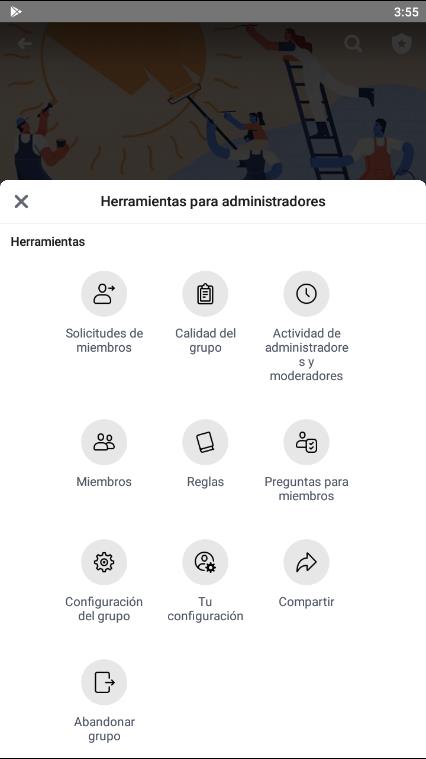 3:55
Herramientas para administradores
Herramientas
Solicitudes de
miembros
Calidad del
grupo
Actividad de
administradore
s y
moderadores
Miembros
Reglas
Preguntas para
miembros
Configuración
del grupo
Tu
configuración
Compartir
Abandonar
grupo